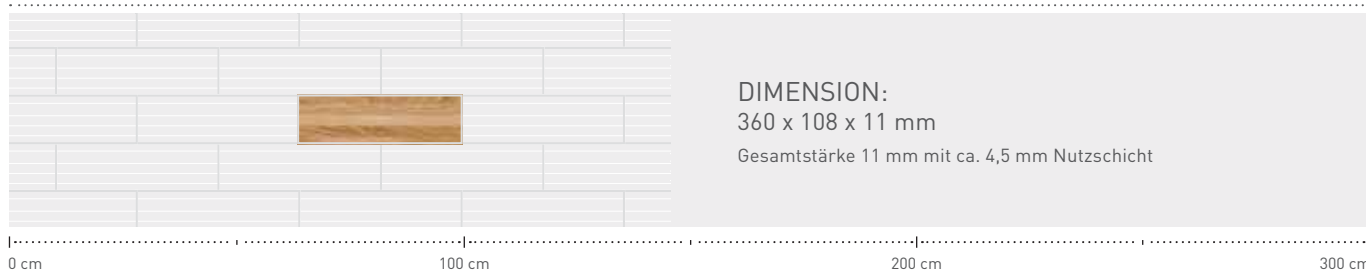 DIMENSION:
360 x 108 x 11 mm
Gesamtstärke 11 mm mit ca. 4,5 mm Nutzschicht
0 cm 100 cm 200 cm 300 cm